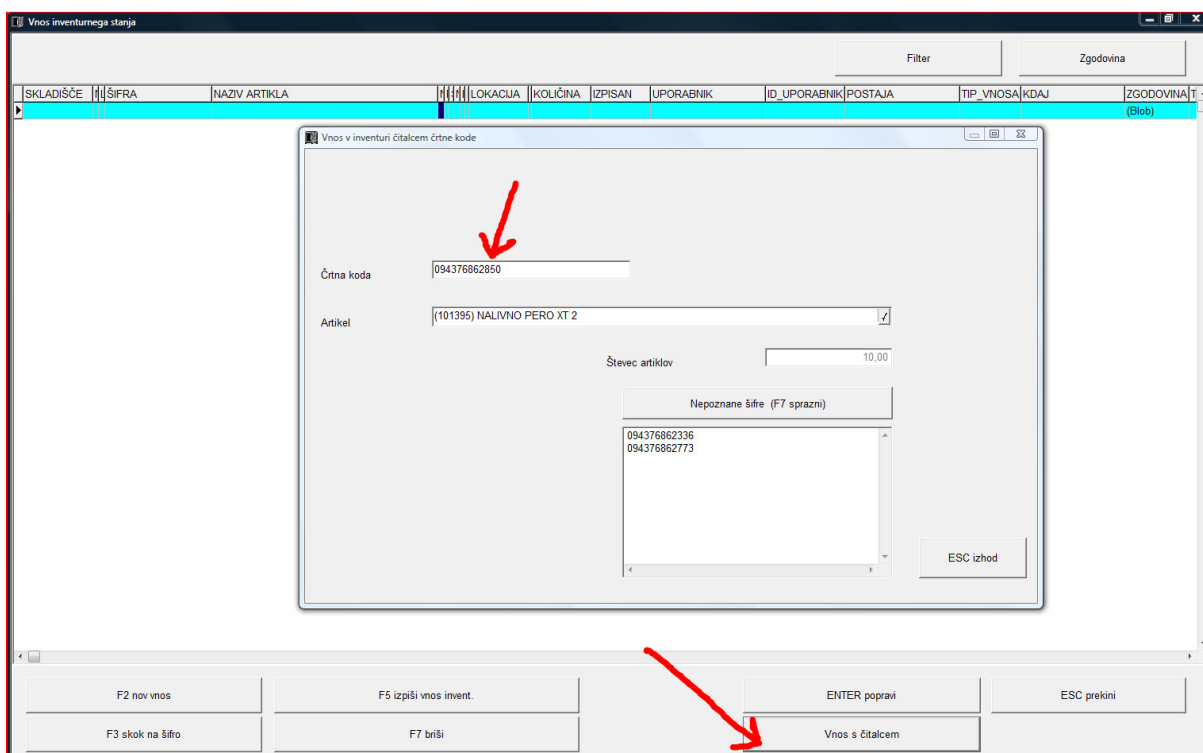 Vnos inventurnega stanja
Filter
Zgodovina
SKLADIŠČE ŠIFRA NAZIV ARTIKLA LOKACIJA KOLIČINA IZPISAN UPORABNIK ID_UPORABNIK POSTAJA TIP_VNOSA KDAJ ZGODOVINA T
(Blob)
Vnos v inventuri čitalcem črtne kode
Črtna koda 094376862850
Artikel (101395) NALIVNO PERO XT 2
Števec artiklov 10,00
Nepoznane šifre (F7 sprazni)
094376862336
094376862773
ESC izhod
F2 nov vnos F5 izpiši vnos invent. ENTER popravi ESC prekini
F3 skok na šifro F7 briši Vnos s čitalcem